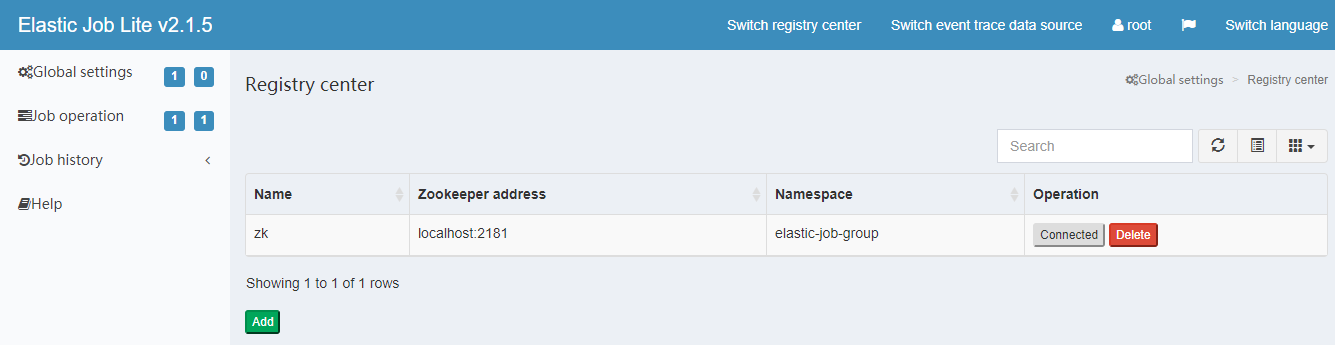 Elastic Job Lite v2.1.5 Switch registry center Switch event trace data source root Switch language
Global settings 1 0
Job operation 1 1
Job history
Help
Registry center
Global settings > Registry center
Search
Name Zookeeper address Namespace Operation
zk localhost:2181 elastic-job-group Connected Delete
Showing 1 to 1 of 1 rows
Add